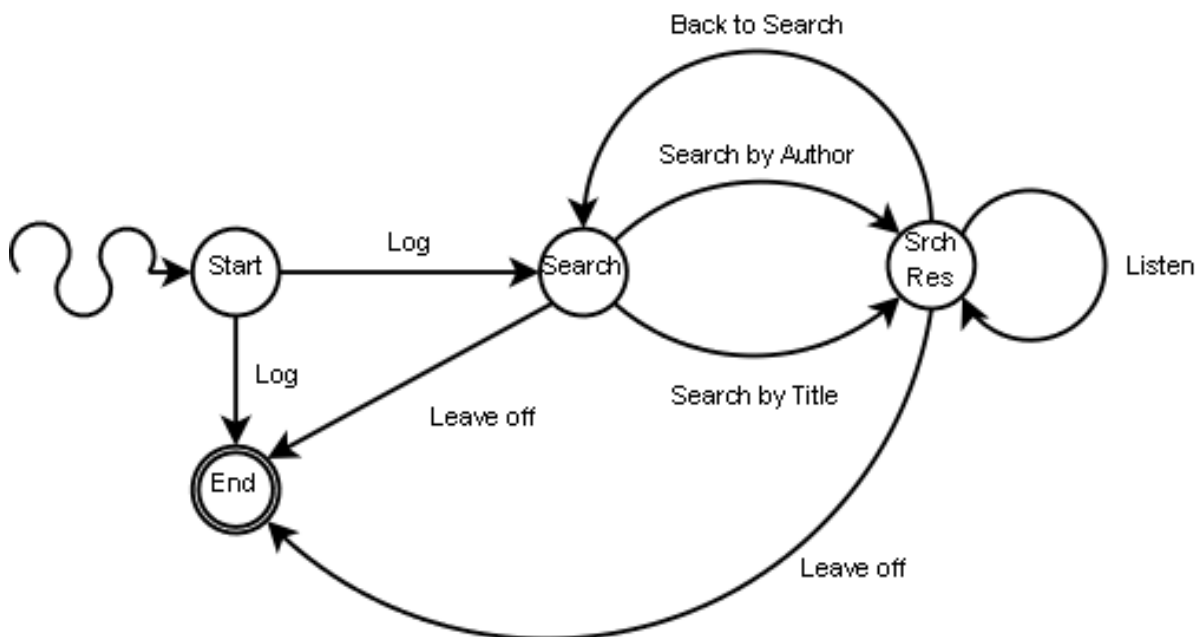 Back to Search
Search by Author
Log
Start
Search
Srch
Res
Listen
Log
Leave off
Search by Title
End
Leave off